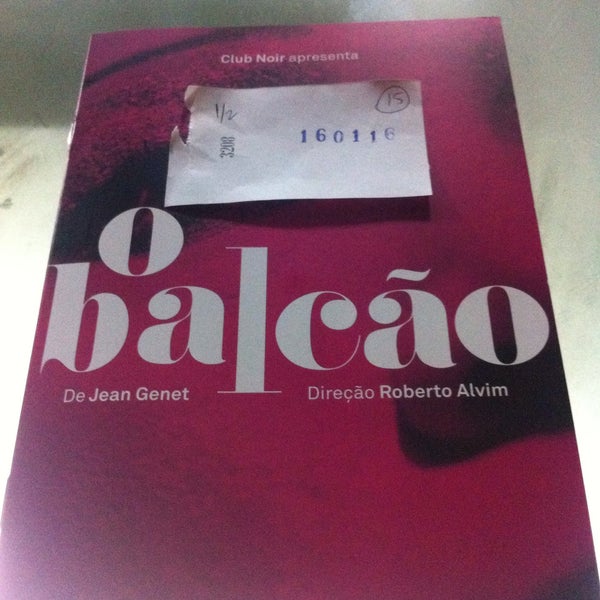 Club Noir apresenta
1/2
15
3208
160116
o
balcão
De Jean Genet
Direção Roberto Alvim